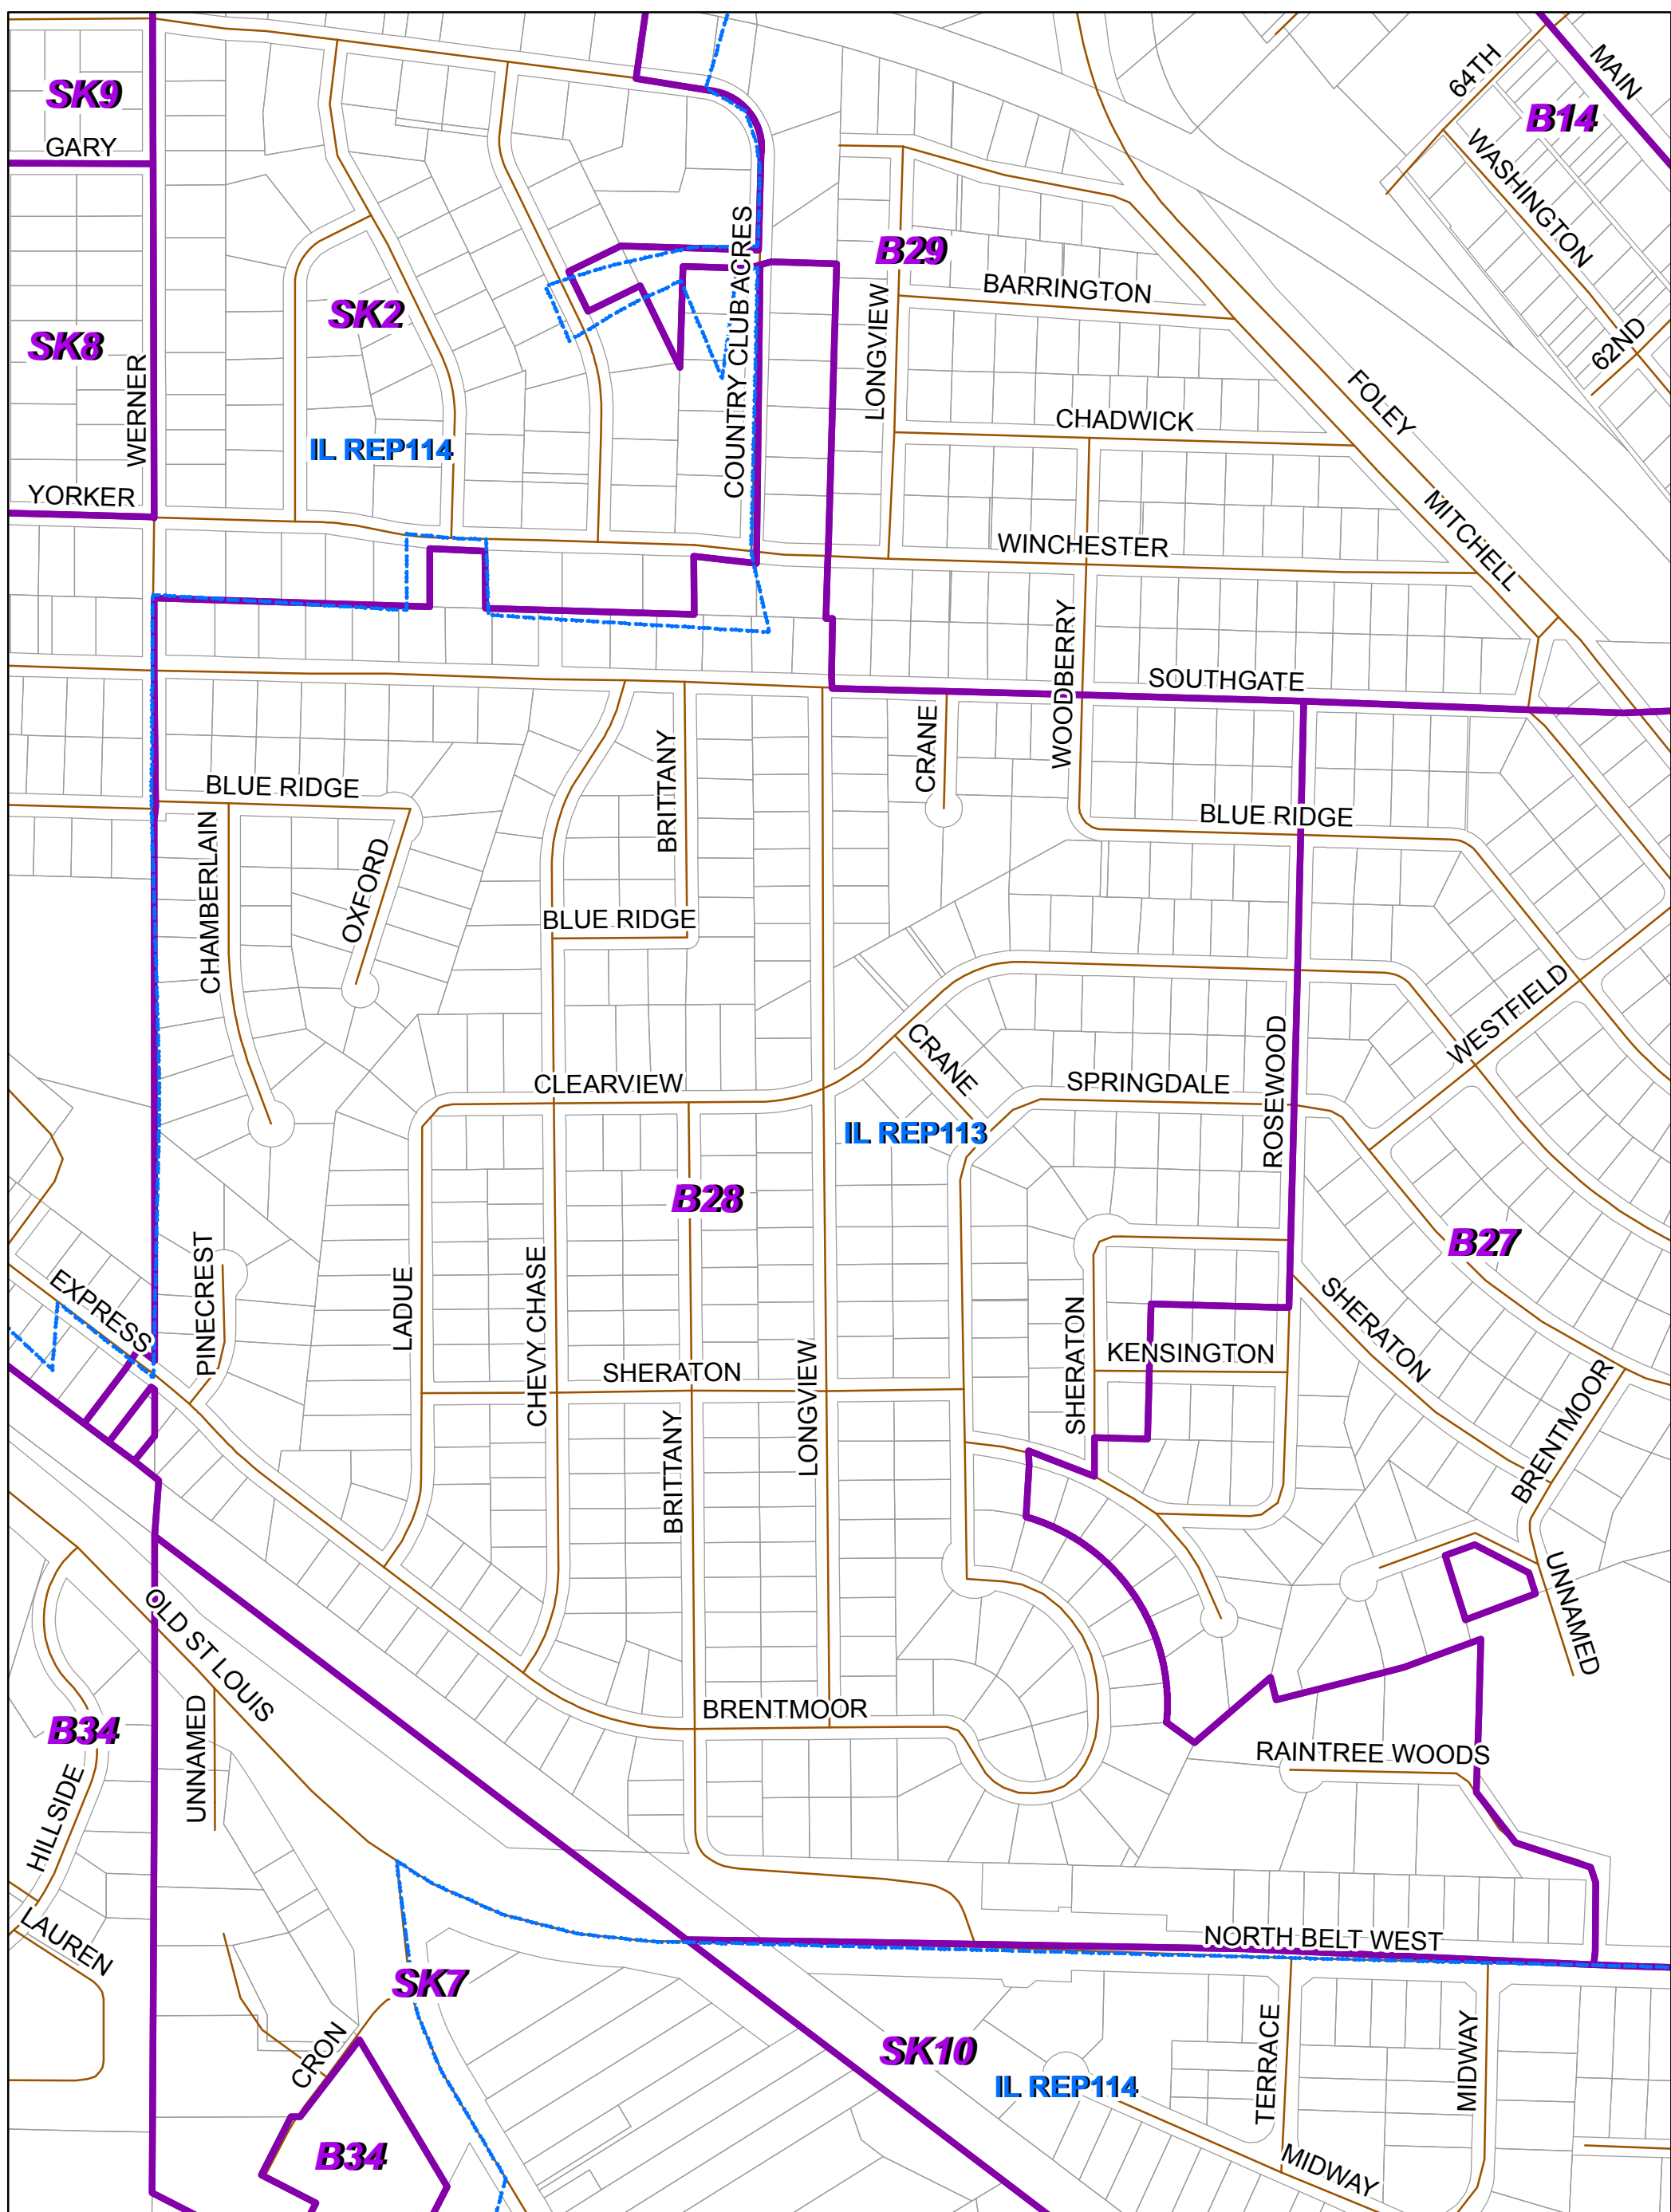 64TH
MAIN
SK9
B14
GARY
WASHINGTON
COUNTRY CLUB ACRES
B29
BARRINGTON
SK2
LONGVIEW
SK8
62ND
WERNER
FOLEY
CHADWICK
IL REP114
YORKER
MITCHELL
WINCHESTER
WOODBERRY
SOUTHGATE
CRANE
BRITTANY
BLUE RIDGE
BLUE RIDGE
CHAMBERLAIN
OXFORD
BLUE RIDGE
WESTFIELD
CRANE
ROSEWOOD
CLEARVIEW
SPRINGDALE
IL REP113
B28
B27
PINECREST
EXPRESS
LADUE
CHEVY CHASE
SHERATON
SHERATON
KENSINGTON
SHERATON
LONGVIEW
BRITTANY
BRENTMOOR
OLD ST LOUIS
UNNAMED
UNNAMED
BRENTMOOR
B34
RAINTREE WOODS
HILLSIDE
LAUREN
NORTH BELT WEST
SK7
CRON
SK10
TERRACE
MIDWAY
IL REP114
B34
MIDWAY